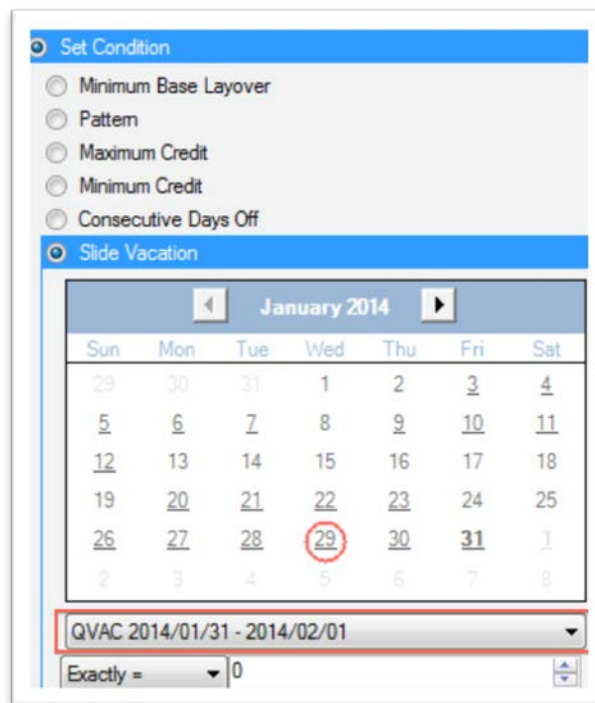 Set Condition
Minimum Base Layover
Pattern
Maximum Credit
Minimum Credit
Consecutive Days Off
Slide Vacation
January 2014
Sun Mon Tue Wed Thu Fri Sat
29 30 31 1 2 3 4
5 6 7 8 9 10 11
12 13 14 15 16 17 18
19 20 21 22 23 24 25
26 27 28 29 30 31 1
2 3 4 5 6 7 8
QVAC 2014/01/31 - 2014/02/01
Exactly = 0